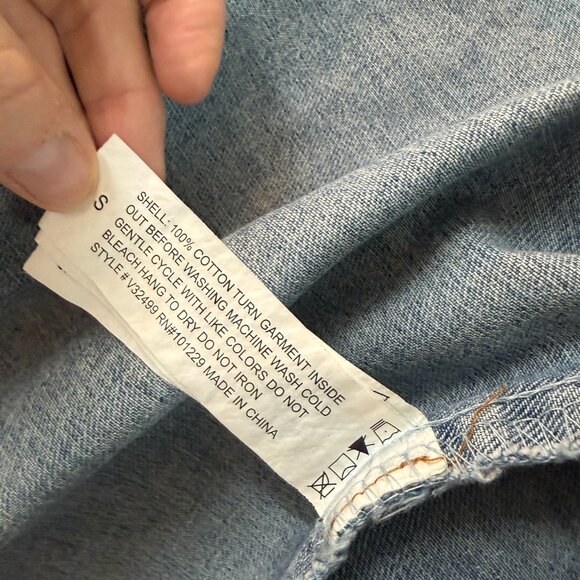 S
SHELL: 100% COTTON TURN GARMENT INSIDE
OUT BEFORE WASHING MACHINE WASH COLD
GENTLE CYCLE WITH LIKE COLORS DO NOT
BLEACH HANG TO DRY DO NOT IRON
STYLE # V32499 RN#101229 MADE IN CHINA